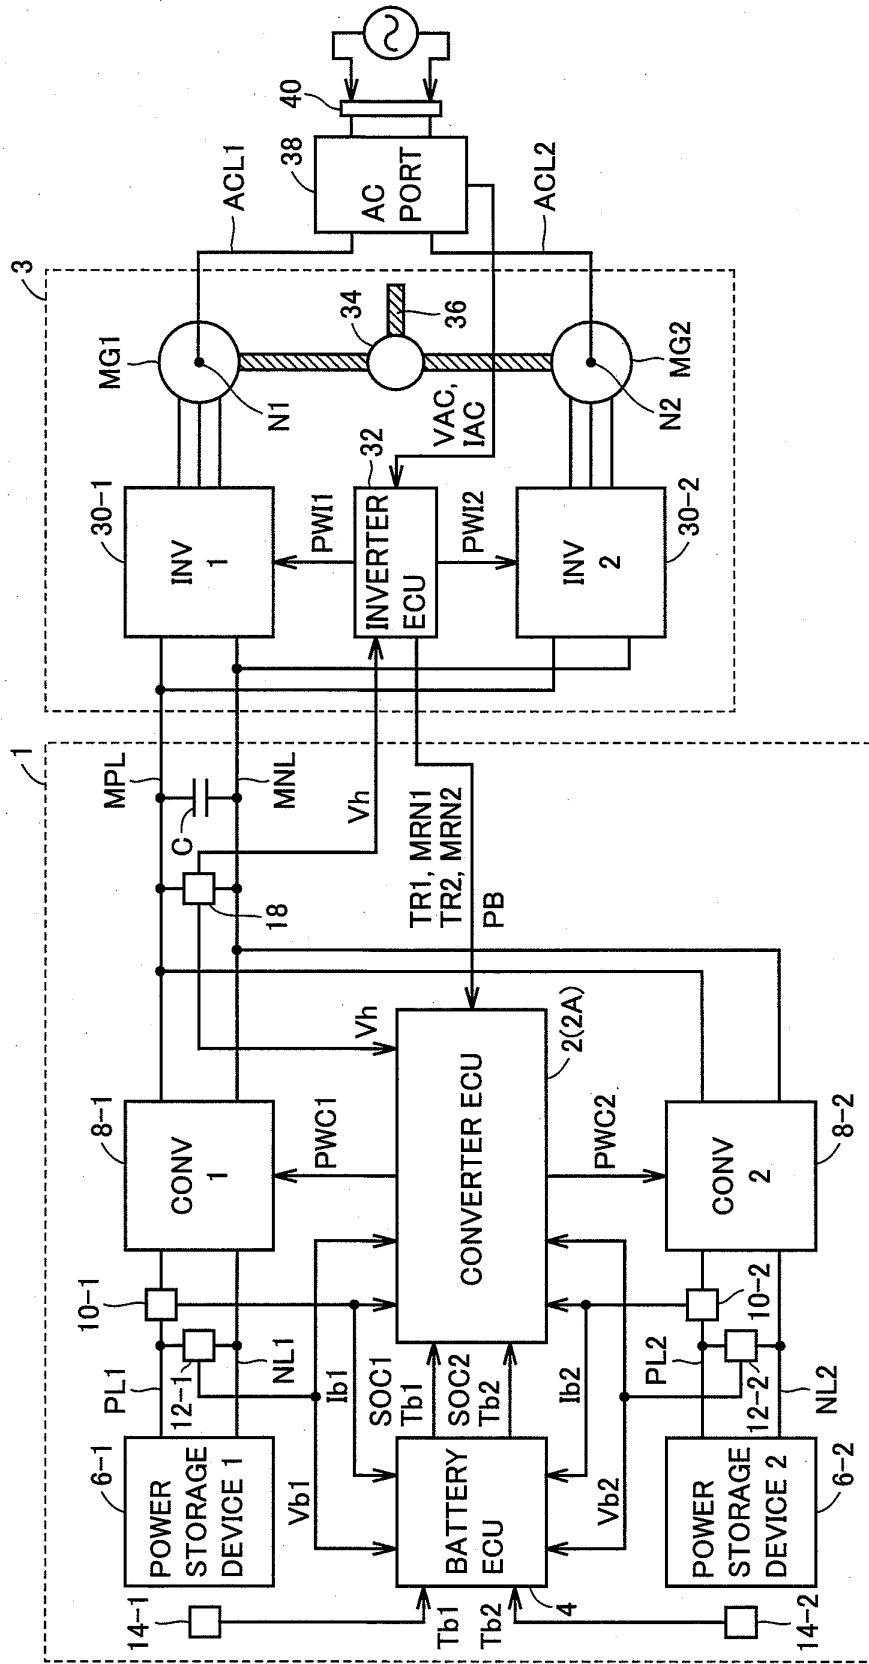 1
3
14-1
6-1
POWER
STORAGE
DEVICE 1
PL1
12-1
NL1
10-1
8-1
CONV
1
MPL
C
MNL
18
Vh
Vh
30-1
INV
1
MG1
N1
ACL1
38
AC
PORT
40
ACL2
34
36
VAC,
IAC
32
INVERTER
ECU
PWI1
PWI2
30-2
INV
2
MG2
N2
TR1, MRN1
TR2, MRN2
PB
PWC1
PWC2
2(2A)
CONVERTER ECU
Vb1
Ib1
SOC1
Tb1
SOC2
Tb2
Ib2
Vb2
Tb1
Tb2
4
BATTERY
ECU
14-2
6-2
POWER
STORAGE
DEVICE 2
PL2
12-2
NL2
10-2
8-2
CONV
2